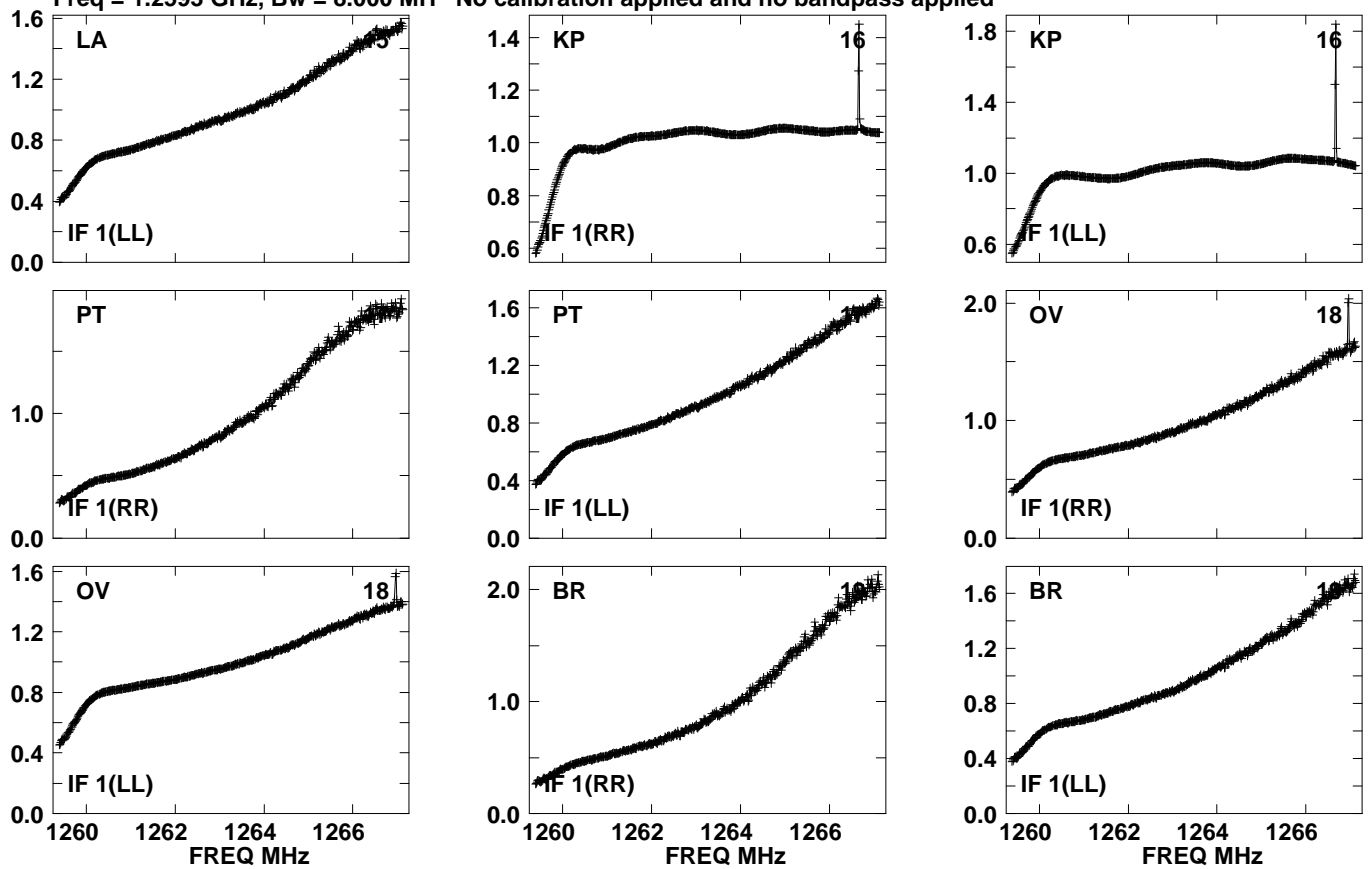 Freq = 1.2593 GHz, Bw = 8.000 MH No calibration applied and no bandpass applied
LA 15
1.6
1.2
0.8
0.4
0.0
IF 1(LL)
KP 16
1.4
1.2
1.0
0.8
0.6
IF 1(RR)
KP 16
1.8
1.4
1.0
0.6
IF 1(LL)
PT
1.0
0.0
IF 1(RR)
PT 17
1.6
1.2
0.8
0.4
0.0
IF 1(LL)
OV 18
2.0
1.0
0.0
IF 1(RR)
OV 18
1.6
1.2
0.8
0.4
0.0
IF 1(LL)
1260 1262 1264 1266
FREQ MHz
BR 19
2.0
1.0
0.0
IF 1(RR)
1260 1262 1264 1266
FREQ MHz
BR 19
1.6
1.2
0.8
0.4
0.0
IF 1(LL)
1260 1262 1264 1266
FREQ MHz